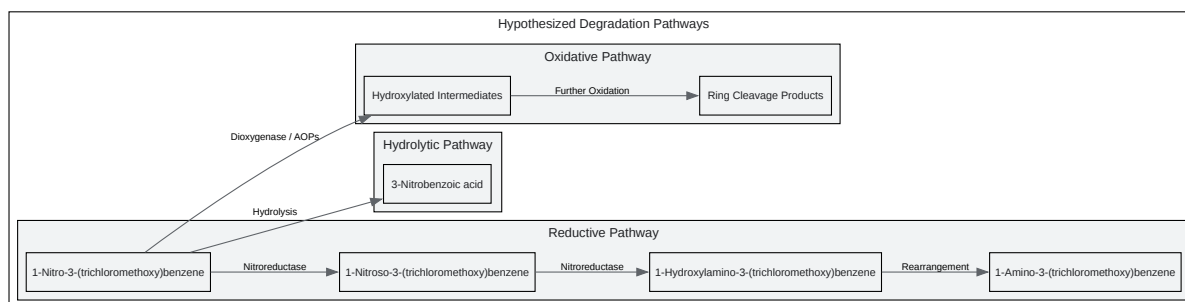 Hypothesized Degradation Pathways
Oxidative Pathway
Hydroxylated Intermediates
Further Oxidation
Ring Cleavage Products
Dioxygenase / AOPs
Hydrolytic Pathway
3-Nitrobenzoic acid
Hydrolysis
Reductive Pathway
1-Nitro-3-(trichloromethoxy)benzene
Nitroreductase
1-Nitroso-3-(trichloromethoxy)benzene
Nitroreductase
1-Hydroxylamino-3-(trichloromethoxy)benzene
Rearrangement
1-Amino-3-(trichloromethoxy)benzene